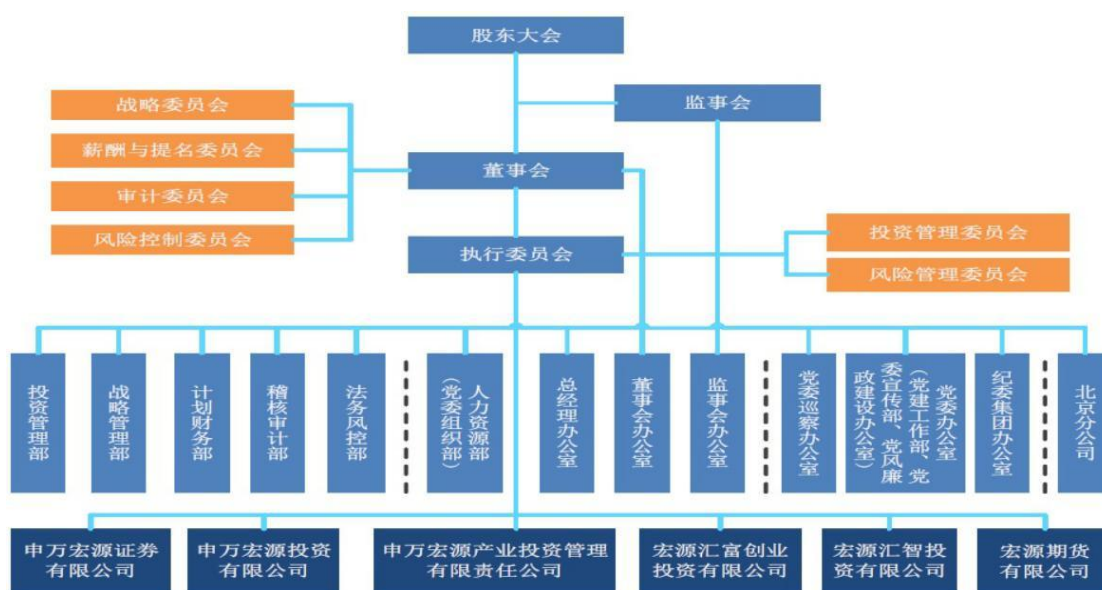 股东大会
监事会
战略委员会
薪酬与提名委员会
董事会
审计委员会
风险控制委员会
执行委员会
投资管理委员会
风险管理委员会
投资管理部
战略管理部
计划财务部
稽核审计部
法务风控部
人力资源部
（党委组织部）
总经理办公室
董事会办公室
监事会办公室
党委巡察办公室
党委办公室
（党建工作部、党
委宣传部、党风廉
政建设办公室）
纪委集团办公室
北京分公司
申万宏源证券
有限公司
申万宏源投资
有限公司
申万宏源产业投资管理
有限责任公司
宏源汇富创业
投资有限公司
宏源汇智投
资有限公司
宏源期货
有限公司